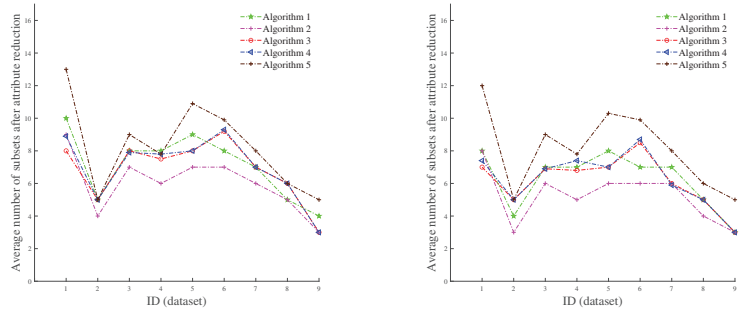 Average number of subsets after attribute reduction
16
14
12
10
8
6
4
2
0
1 2 3 4 5 6 7 8 9
ID (dataset)
Algorithm 1
Algorithm 2
Algorithm 3
Algorithm 4
Algorithm 5
Average number of subsets after attribute reduction
16
14
12
10
8
6
4
2
0
1 2 3 4 5 6 7 8 9
ID (dataset)
Algorithm 1
Algorithm 2
Algorithm 3
Algorithm 4
Algorithm 5